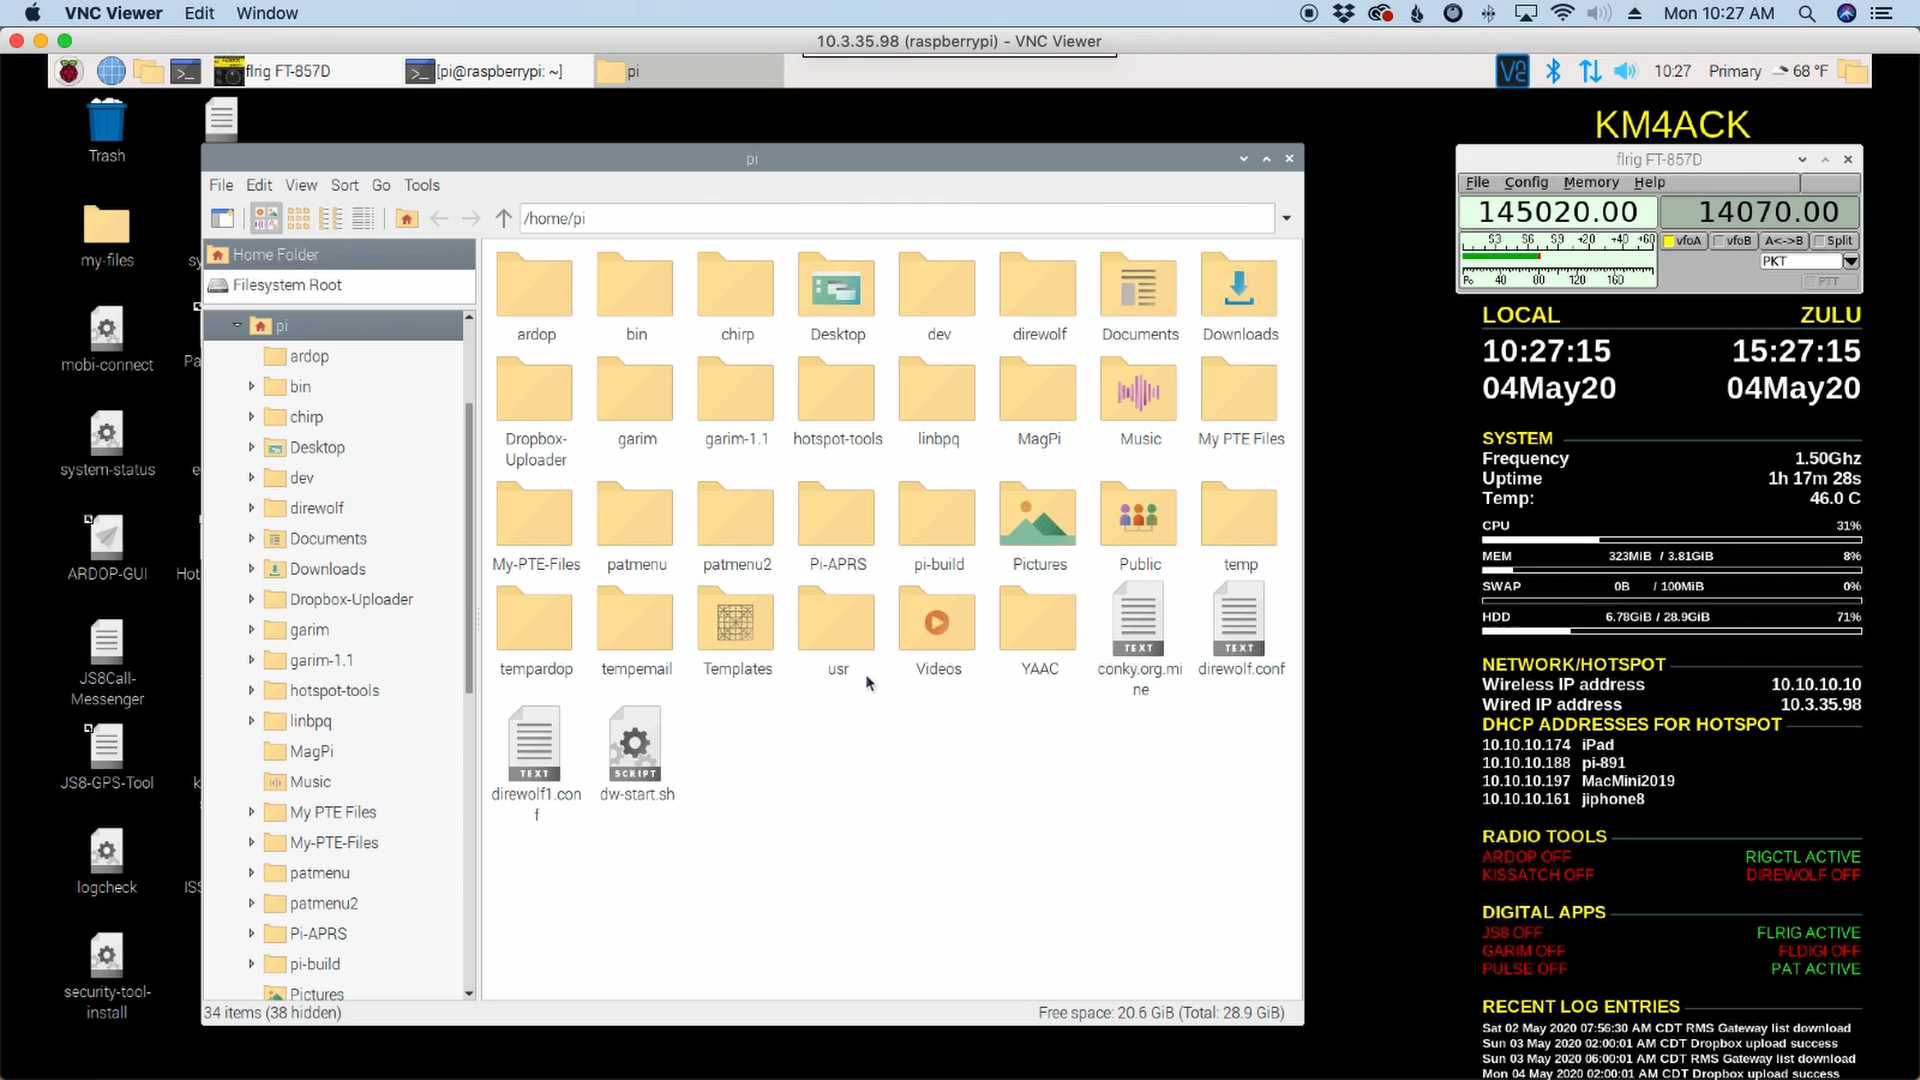 VNC Viewer Edit Window Mon 10:27 AM
10.3.35.98 (raspberrypi) - VNC Viewer
flrig FT-857D [pi@raspberrypi: ~] pi 10:27 Primary 68 °F
Trash
my-files
mobi-connect
system-status
ARDOP-GUI
JS8Call-
Messenger
JS8-GPS-Tool
logcheck
security-tool-
install
sy
Pa
e
Hot
k
ISS
pi
File Edit View Sort Go Tools
/home/pi
Home Folder
Filesystem Root
pi
ardop
bin
chirp
Desktop
dev
direwolf
Documents
Downloads
Dropbox-Uploader
garim
garim-1.1
hotspot-tools
linbpq
MagPi
Music
My PTE Files
My-PTE-Files
patmenu
patmenu2
Pi-APRS
pi-build
Pictures
ardop bin chirp Desktop dev direwolf Documents Downloads
Dropbox- garim garim-1.1 hotspot-tools linbpq MagPi Music My PTE Files
Uploader
My-PTE-Files patmenu patmenu2 Pi-APRS pi-build Pictures Public temp
TEXT TEXT
tempardop tempemail Templates usr Videos YAAC conky.org.mi direwolf.conf
ne
TEXT SCRIPT
direwolf1.con dw-start.sh
f
34 items (38 hidden) Free space: 20.6 GiB (Total: 28.9 GiB)
KM4ACK
flrig FT-857D
File Config Memory Help
145020.00 14070.00
S3 S6 S9 +20 +40 +60 vfoA vfoB A<->B Split
PKT
Po 40 80 120 160 PTT
LOCAL ZULU
10:27:15 15:27:15
04May20 04May20
SYSTEM
Frequency 1.50Ghz
Uptime 1h 17m 28s
Temp: 46.0 C
CPU 31%
MEM 323MiB / 3.81GiB 8%
SWAP 0B / 100MiB 0%
HDD 6.78GiB / 28.9GiB 71%
NETWORK/HOTSPOT
Wireless IP address 10.10.10.10
Wired IP address 10.3.35.98
DHCP ADDRESSES FOR HOTSPOT
10.10.10.174 iPad
10.10.10.188 pi-891
10.10.10.197 MacMini2019
10.10.10.161 jiphone8
RADIO TOOLS
ARDOP OFF RIGCTL ACTIVE
KISSATCH OFF DIREWOLF OFF
DIGITAL APPS
JS8 OFF FLRIG ACTIVE
GARIM OFF FLDIGI OFF
PULSE OFF PAT ACTIVE
RECENT LOG ENTRIES
Sat 02 May 2020 07:56:30 AM CDT RMS Gateway list download
Sun 03 May 2020 02:00:01 AM CDT Dropbox upload success
Sun 03 May 2020 06:00:01 AM CDT RMS Gateway list download
Mon 04 May 2020 02:00:01 AM CDT Dropbox upload success